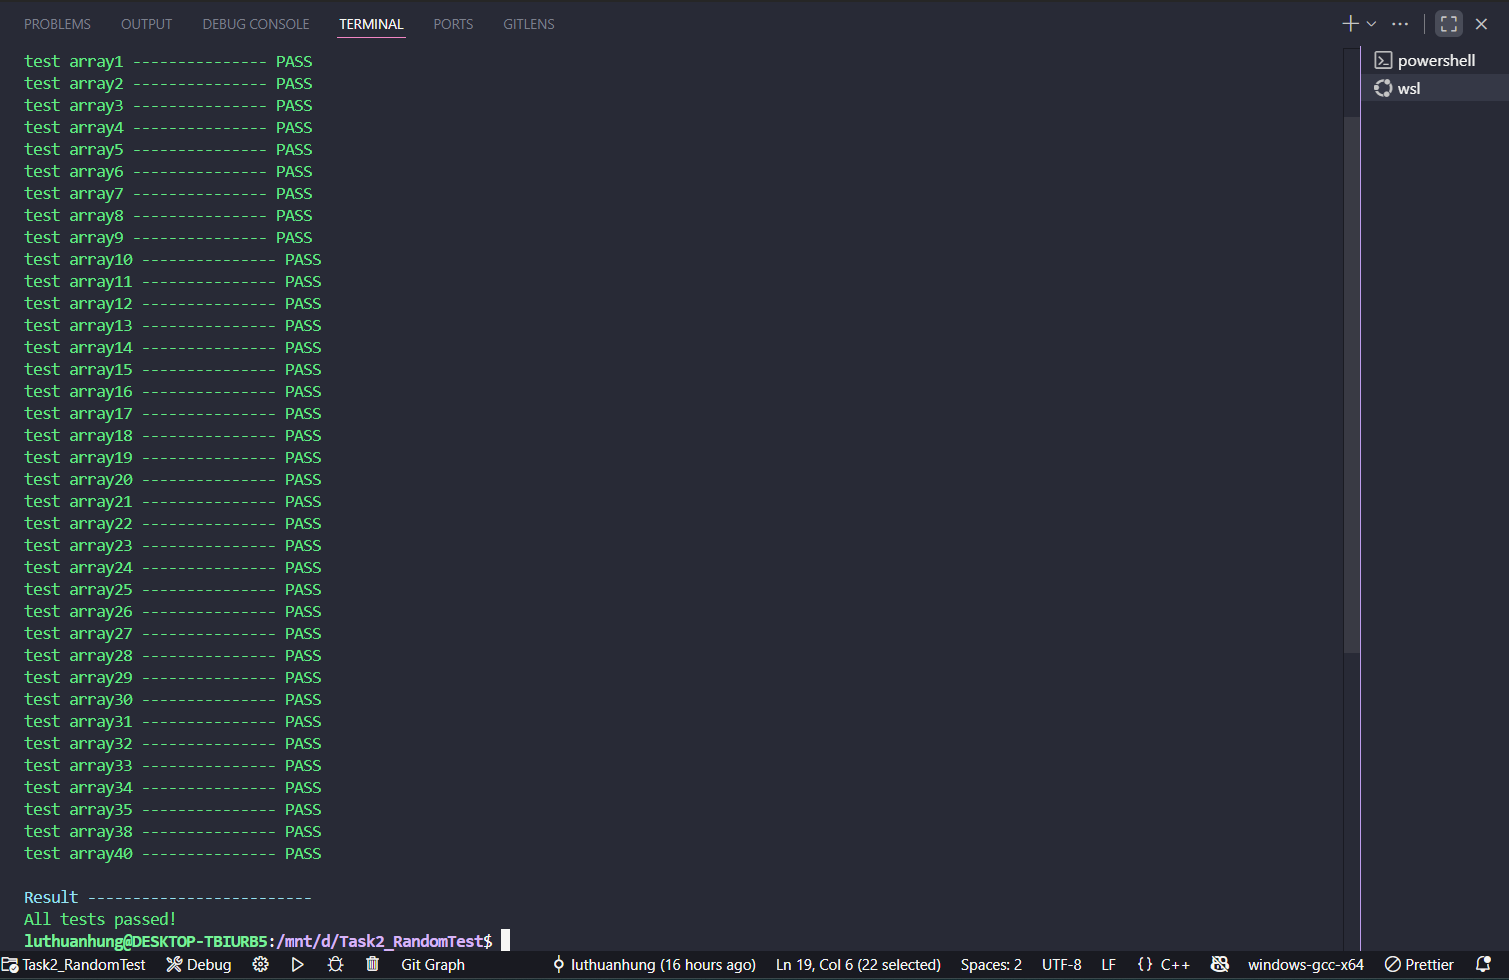 PROBLEMS OUTPUT DEBUG CONSOLE TERMINAL PORTS GITLENS
test array1 --------------- PASS
test array2 --------------- PASS
test array3 --------------- PASS
test array4 --------------- PASS
test array5 --------------- PASS
test array6 --------------- PASS
test array7 --------------- PASS
test array8 --------------- PASS
test array9 --------------- PASS
test array10 --------------- PASS
test array11 --------------- PASS
test array12 --------------- PASS
test array13 --------------- PASS
test array14 --------------- PASS
test array15 --------------- PASS
test array16 --------------- PASS
test array17 --------------- PASS
test array18 --------------- PASS
test array19 --------------- PASS
test array20 --------------- PASS
test array21 --------------- PASS
test array22 --------------- PASS
test array23 --------------- PASS
test array24 --------------- PASS
test array25 --------------- PASS
test array26 --------------- PASS
test array27 --------------- PASS
test array28 --------------- PASS
test array29 --------------- PASS
test array30 --------------- PASS
test array31 --------------- PASS
test array32 --------------- PASS
test array33 --------------- PASS
test array34 --------------- PASS
test array35 --------------- PASS
test array38 --------------- PASS
test array40 --------------- PASS
Result -------------------------
All tests passed!
luthuanhung@DESKTOP-TBIURB5:/mnt/d/Task2_RandomTest$
powershell
wsl
Task2_RandomTest Debug Git Graph luthuanhung (16 hours ago) Ln 19, Col 6 (22 selected) Spaces: 2 UTF-8 LF {} C++ windows-gcc-x64 Prettier